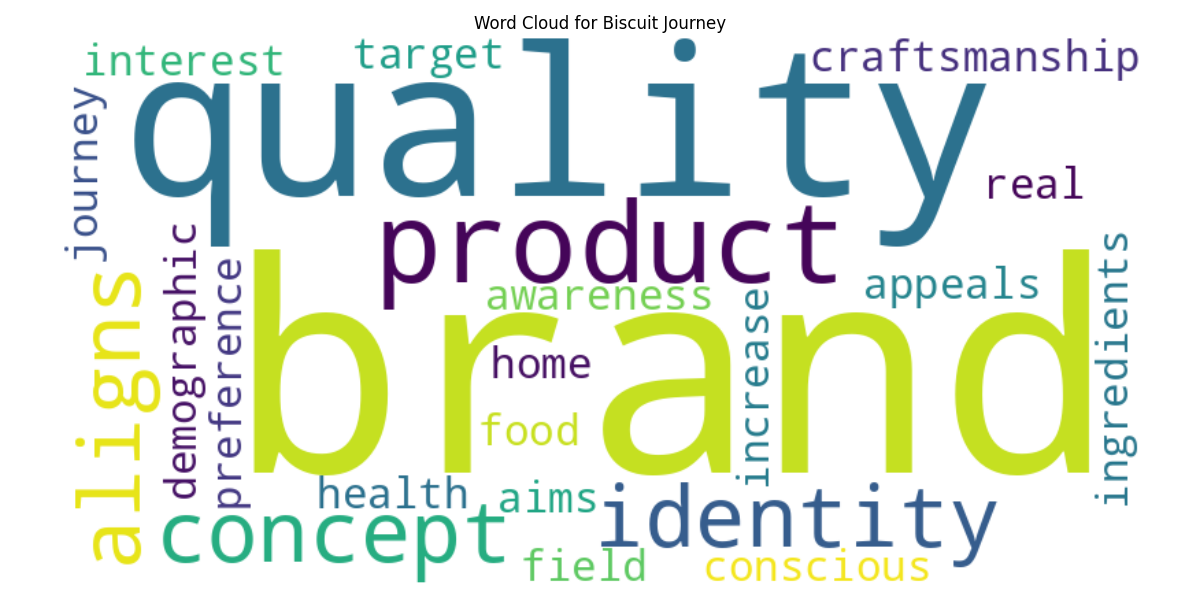 Word Cloud for Biscuit Journey
interest
target
craftsmanship
quality
journey
real
product
demographic
aligns
preference
brand
awareness
appeals
ingredients
increase
home
food
health
aims
identity
concept
field
conscious